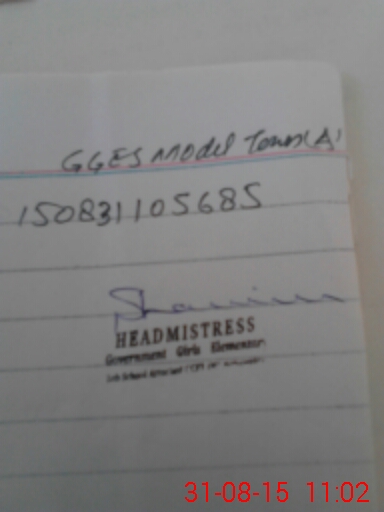 GGES Model Town (A)
150831105685
HEADMISTRESS
Government Girls Elementary
31-08-15 11:02